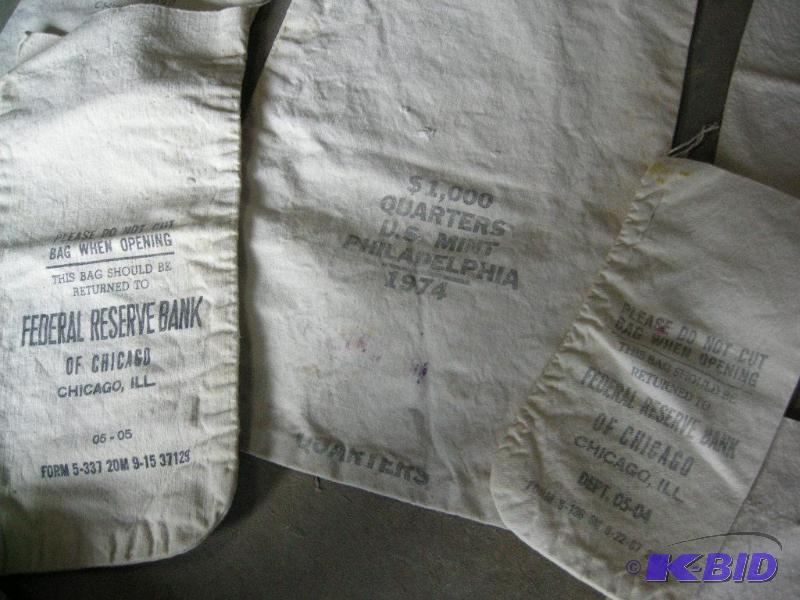 PLEASE DO NOT CUT
BAG WHEN OPENING
THIS BAG SHOULD BE
RETURNED TO
FEDERAL RESERVE BANK
OF CHICAGO
CHICAGO, ILL.
05-05
FORM 5-337 20M 9-15 37129
$1,000
QUARTERS
U.S. MINT
PHILADELPHIA
1974
QUARTERS
PLEASE DO NOT CUT
BAG WHEN OPENING
THIS BAG SHOULD BE
RETURNED TO
FEDERAL RESERVE BANK
OF CHICAGO
CHICAGO, ILL.
DEPT. 05-04
FORM
© K-BID